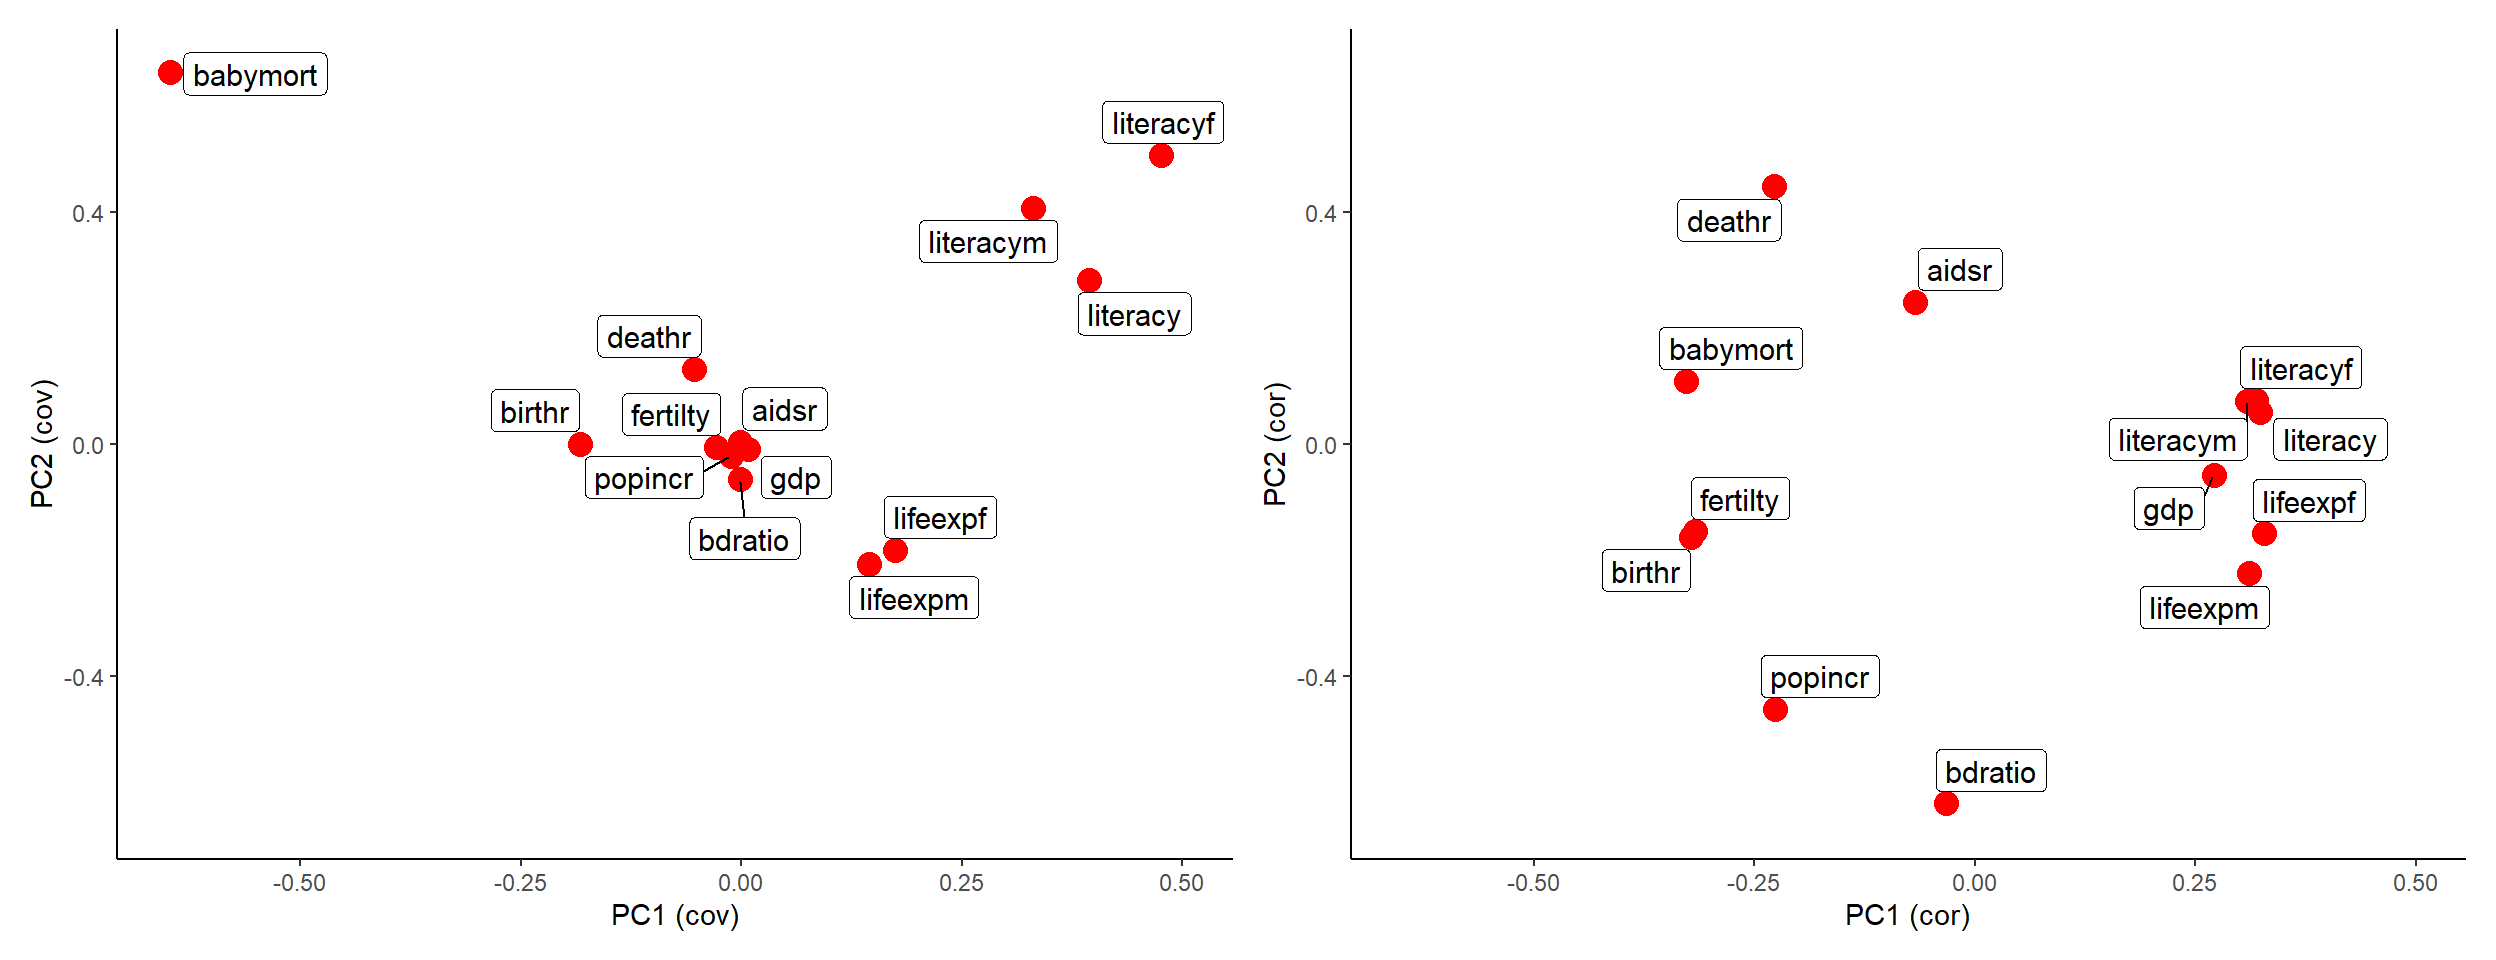 babymort
literacyf
literacym
literacy
deathr
birthr
fertilty
aidsr
popincr
gdp
bdratio
lifeexpf
lifeexpm
0.4
0.0
-0.4
PC2 (cov)
-0.50
-0.25
0.00
0.25
0.50
PC1 (cov)
deathr
aidsr
babymort
literacyf
literacym
literacy
gdp
lifeexpf
fertilty
birthr
lifeexpm
popincr
bdratio
0.4
0.0
-0.4
PC2 (cor)
-0.50
-0.25
0.00
0.25
0.50
PC1 (cor)